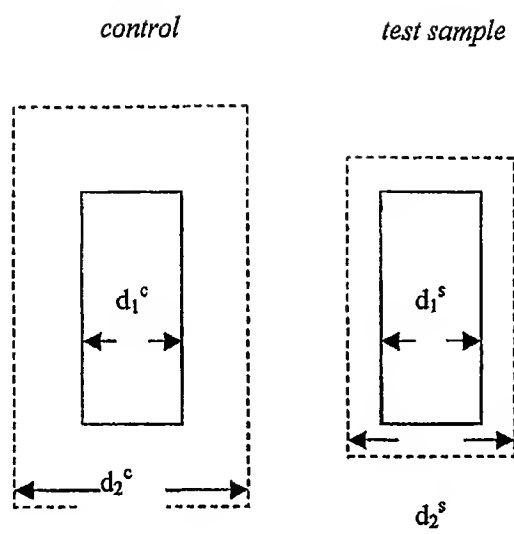 control
test sample
d₁ᶜ
d₁ˢ
d₂ᶜ
d₂ˢ